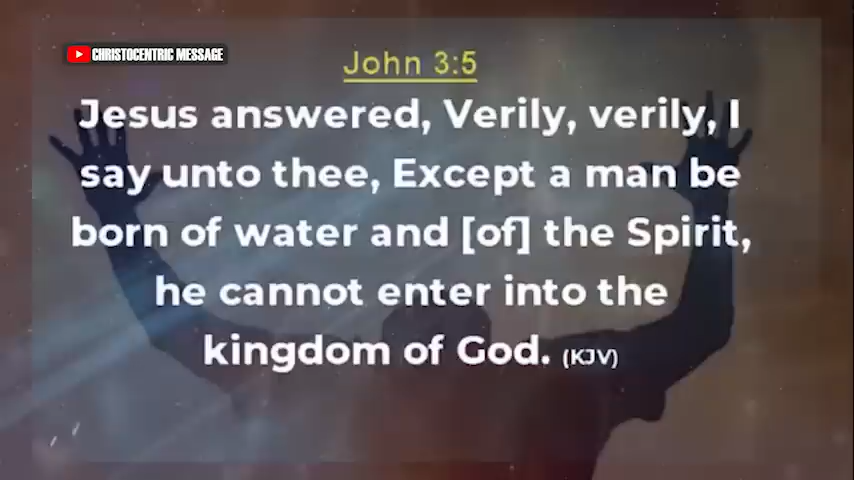 CHRISTOCENTRIC MESSAGE
John 3:5
Jesus answered, Verily, verily, I
say unto thee, Except a man be
born of water and [of] the Spirit,
he cannot enter into the
kingdom of God. (KJV)